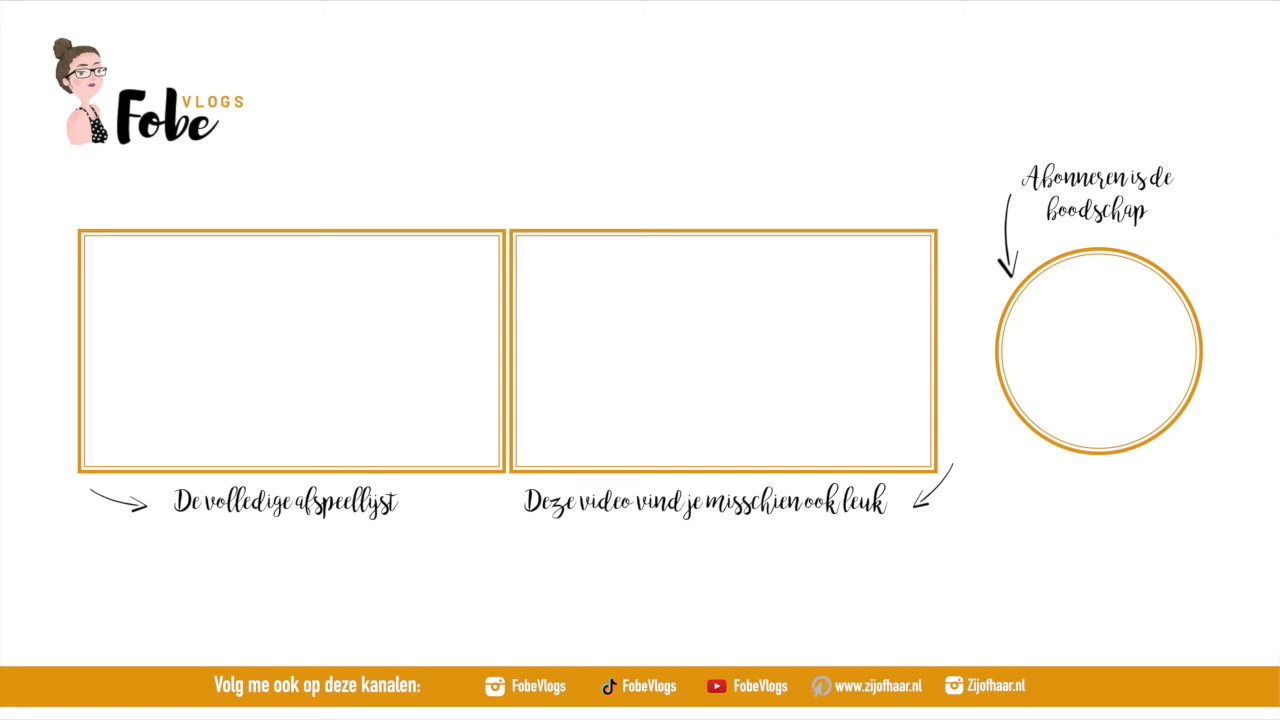 VLOGS
Fobe
Abonneren is de
boodschap
De volledige afspeellijst
Deze video vind je misschien ook leuk
Volg me ook op deze kanalen:
FobeVlogs
FobeVlogs
FobeVlogs
www.zijofhaar.nl
Zijofhaar.nl